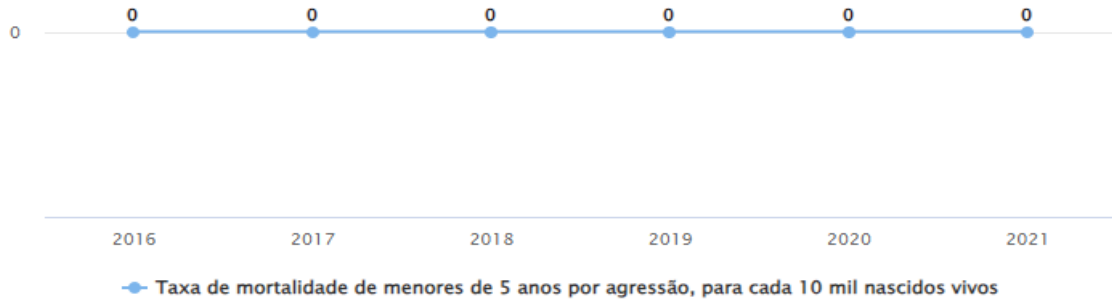 0 0 0 0 0 0
0
2016 2017 2018 2019 2020 2021
Taxa de mortalidade de menores de 5 anos por agressão, para cada 10 mil nascidos vivos